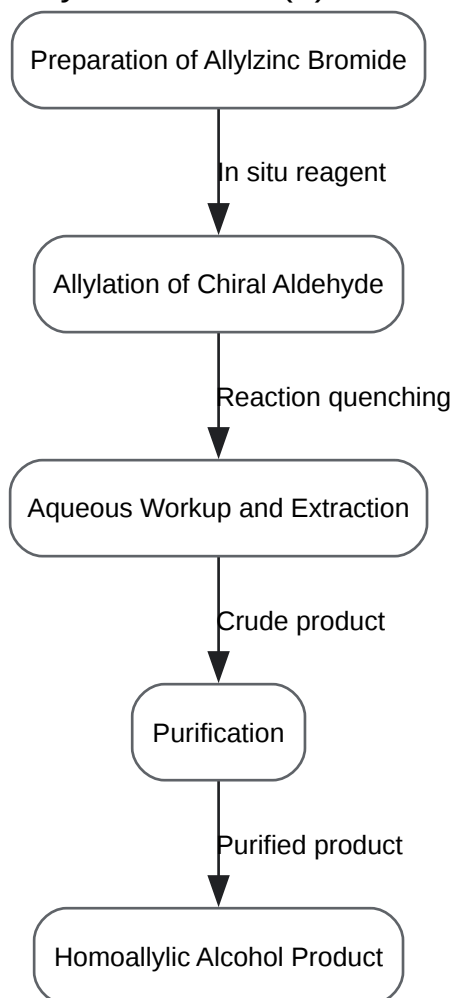 Preparation of Allylzinc Bromide
In situ reagent
Allylation of Chiral Aldehyde
Reaction quenching
Aqueous Workup and Extraction
Crude product
Purification
Purified product
Homoallylic Alcohol Product